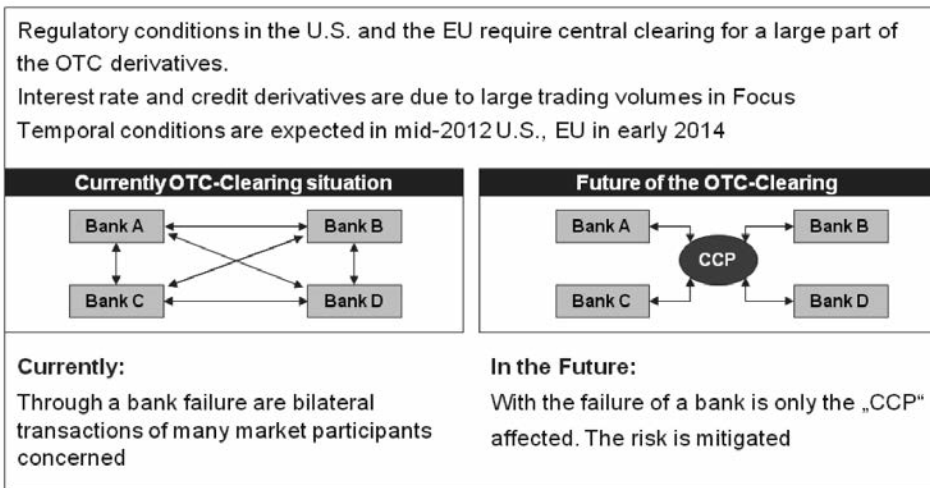 Regulatory conditions in the U.S. and the EU require central clearing for a large part of
the OTC derivatives.
Interest rate and credit derivatives are due to large trading volumes in Focus
Temporal conditions are expected in mid-2012 U.S., EU in early 2014
Currently OTC-Clearing situation
Bank A
Bank B
Bank C
Bank D
Future of the OTC-Clearing
Bank A
Bank B
CCP
Bank C
Bank D
Currently:
Through a bank failure are bilateral
transactions of many market participants
concerned
In the Future:
With the failure of a bank is only the „CCP“
affected. The risk is mitigated